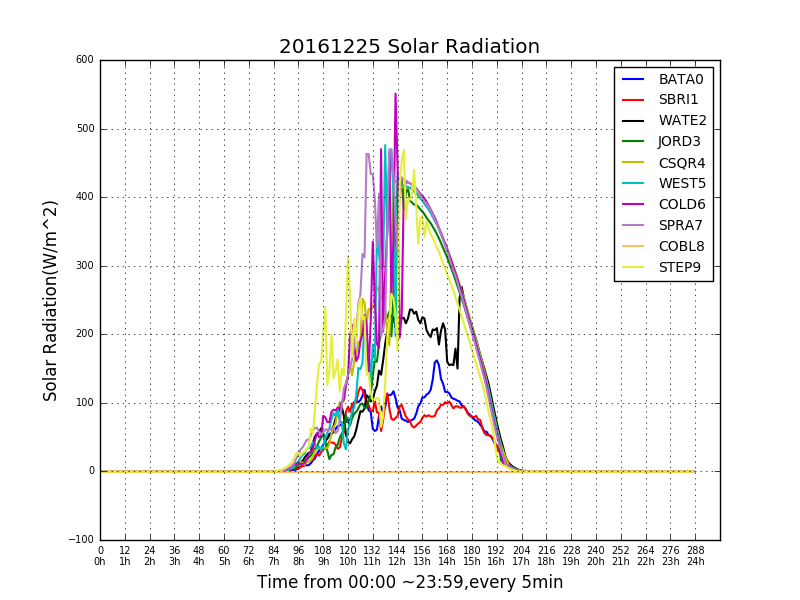 20161225 Solar Radiation
600
500
400
300
200
100
0
−100
Solar Radiation(W/m^2)
BATA0
SBRI1
WATE2
JORD3
CSQR4
WEST5
COLD6
SPRA7
COBL8
STEP9
0 12 24 36 48 60 72 84 96 108 120 132 144 156 168 180 192 204 216 228 240 252 264 276 288
0h 1h 2h 3h 4h 5h 6h 7h 8h 9h 10h 11h 12h 13h 14h 15h 16h 17h 18h 19h 20h 21h 22h 23h 24h
Time from 00:00 ~23:59,every 5min